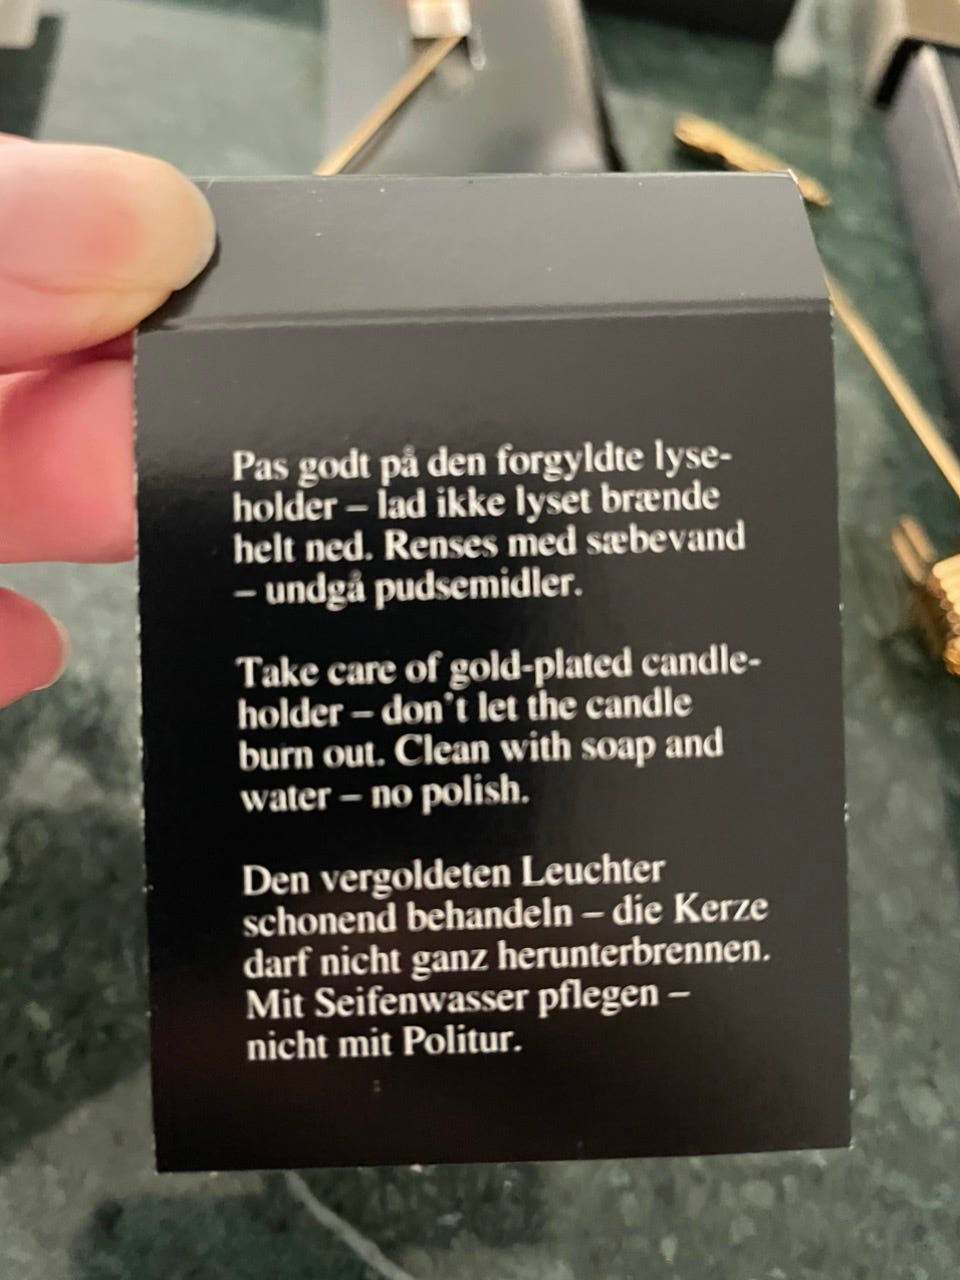 Pas godt på den forgyldte lyse-
holder – lad ikke lyset brænde
helt ned. Renses med sæbevand
– undgå pudsemidler.
Take care of gold-plated candle-
holder – don't let the candle
burn out. Clean with soap and
water – no polish.
Den vergoldeten Leuchter
schonend behandeln – die Kerze
darf nicht ganz herunterbrennen.
Mit Seifenwasser pflegen –
nicht mit Politur.